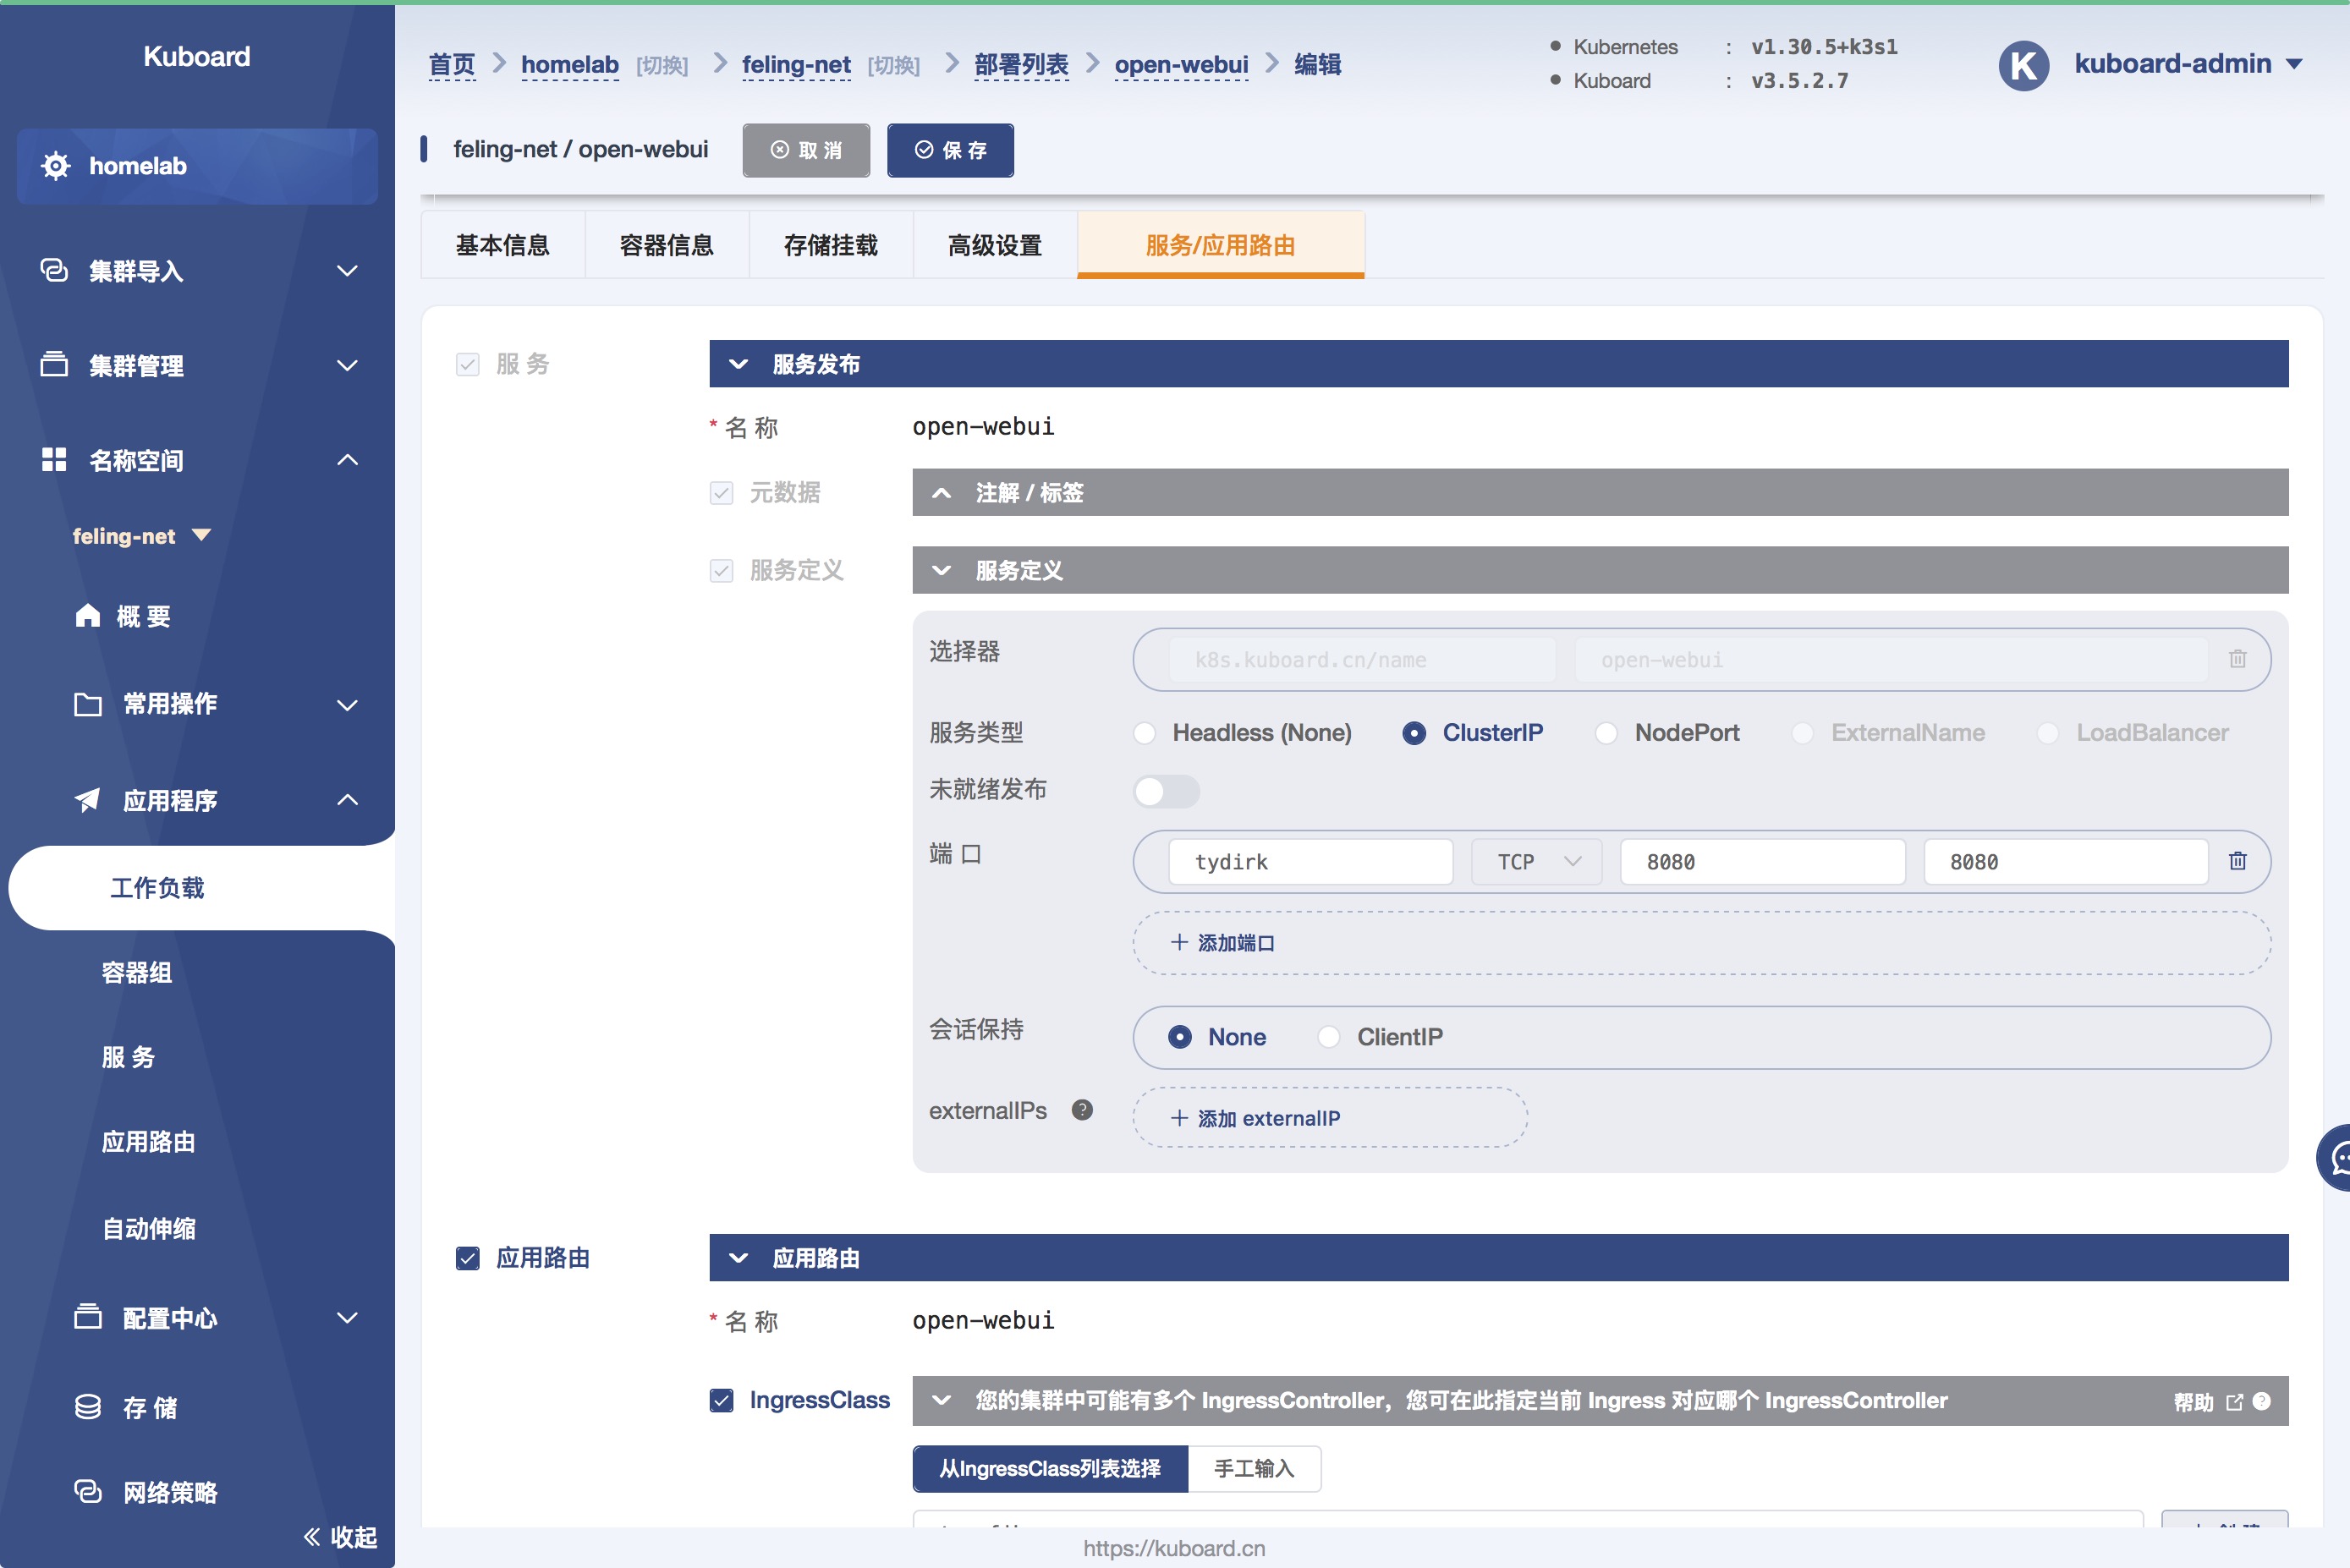 Kuboard
homelab
集群导入
集群管理
名称空间
feling-net
概 要
常用操作
应用程序
工作负载
容器组
服 务
应用路由
自动伸缩
配置中心
存 储
网络策略
收起
首页 homelab [切换] feling-net [切换] 部署列表 open-webui 编辑
Kubernetes : v1.30.5+k3s1
Kuboard : v3.5.2.7
K kuboard-admin
feling-net / open-webui 取 消 保 存
基本信息 容器信息 存储挂载 高级设置 服务/应用路由
服 务 服务发布
* 名 称 open-webui
元数据 注解 / 标签
服务定义 服务定义
选择器 k8s.kuboard.cn/name open-webui
服务类型 Headless (None) ClusterIP NodePort ExternalName LoadBalancer
未就绪发布
端 口 tydirk TCP 8080 8080
+ 添加端口
会话保持 None ClientIP
externalIPs ? + 添加 externalIP
应用路由 应用路由
* 名 称 open-webui
IngressClass 您的集群中可能有多个 IngressController，您可在此指定当前 Ingress 对应哪个 IngressController 帮助 ?
从IngressClass列表选择 手工输入
https://kuboard.cn